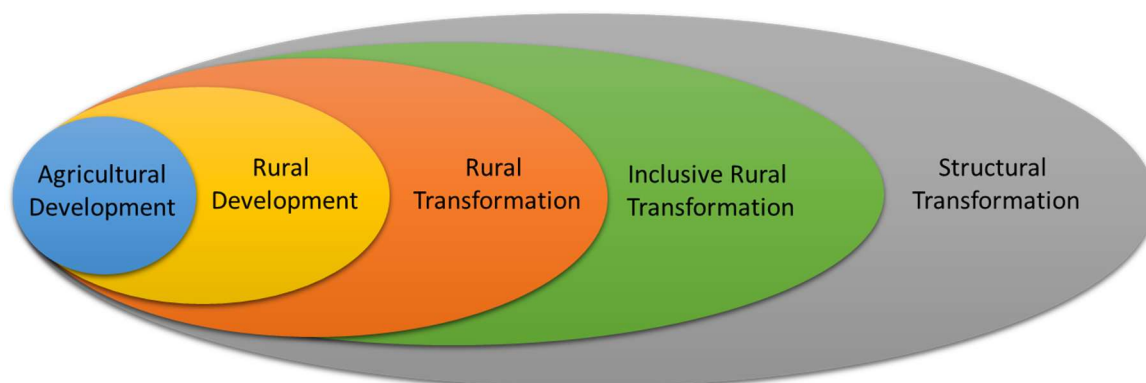 Agricultural
Development
Rural
Development
Rural
Transformation
Inclusive Rural
Transformation
Structural
Transformation